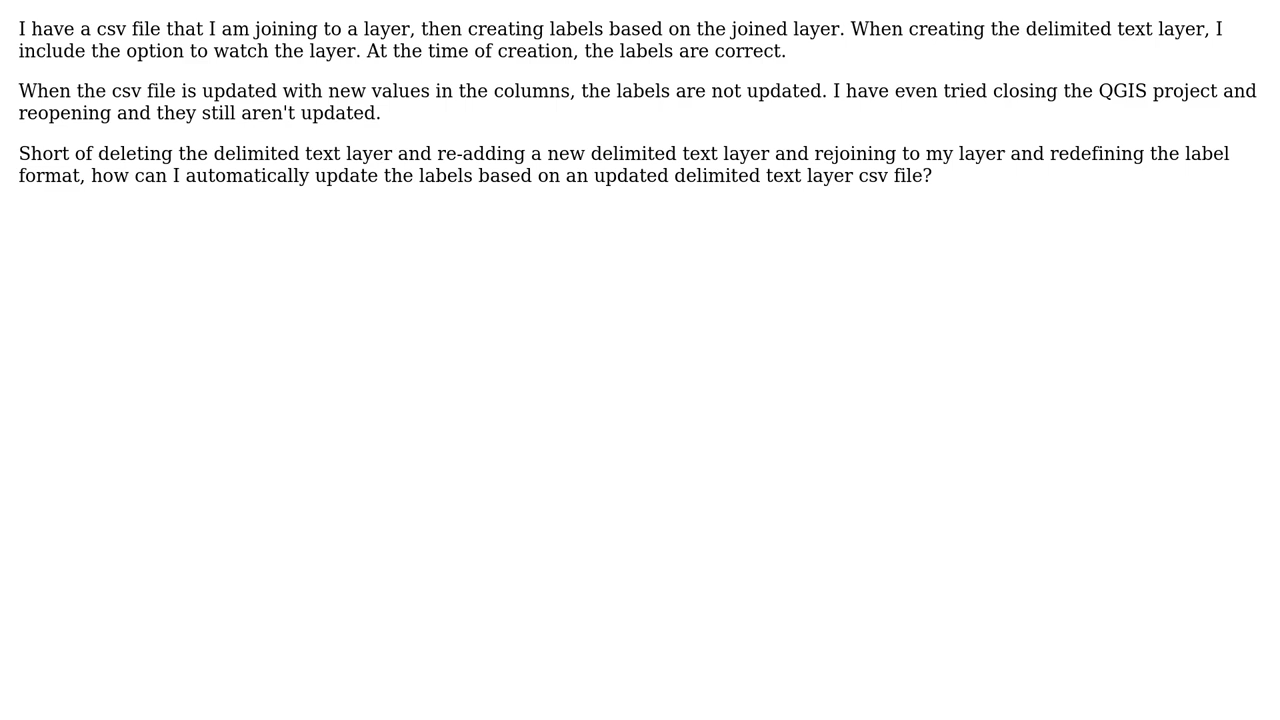 I have a csv file that I am joining to a layer, then creating labels based on the joined layer. When creating the delimited text layer, I
include the option to watch the layer. At the time of creation, the labels are correct.
When the csv file is updated with new values in the columns, the labels are not updated. I have even tried closing the QGIS project and
reopening and they still aren't updated.
Short of deleting the delimited text layer and re-adding a new delimited text layer and rejoining to my layer and redefining the label
format, how can I automatically update the labels based on an updated delimited text layer csv file?